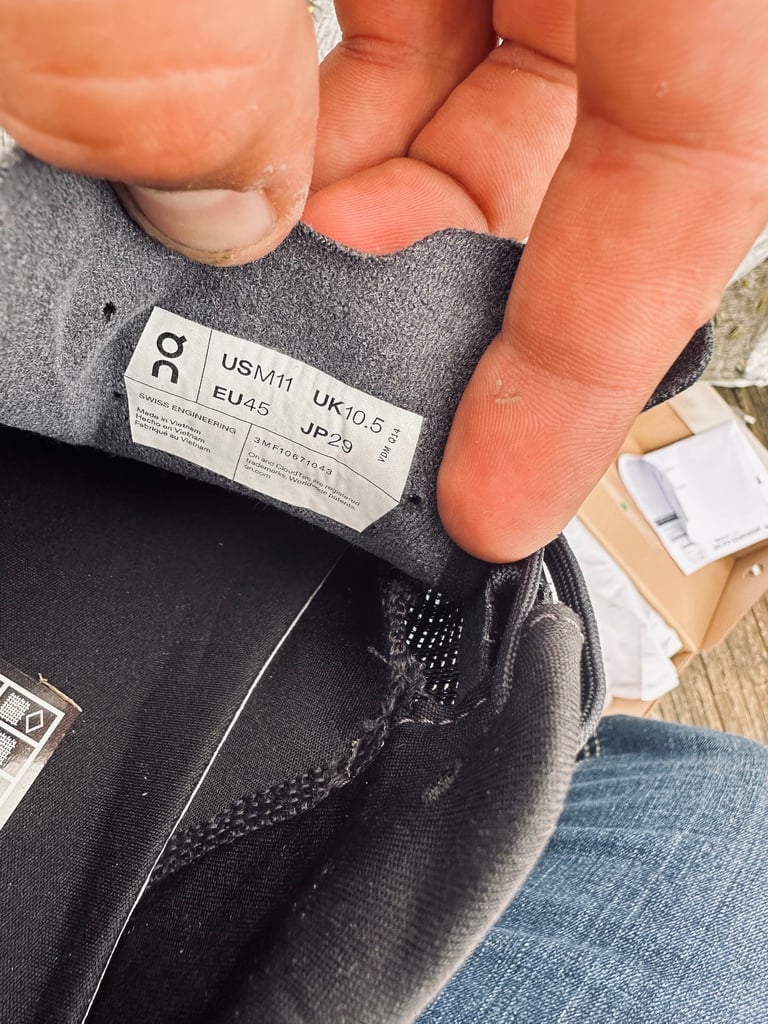 on
USM11 UK10.5
EU45 JP29
SWISS ENGINEERING
Made in Vietnam
Hecho en Vietnam
Fabriqué au Vietnam
3MF10671043
On and CloudTec are registered
trademarks. Worldwide patents.
on.com
VDM Q14